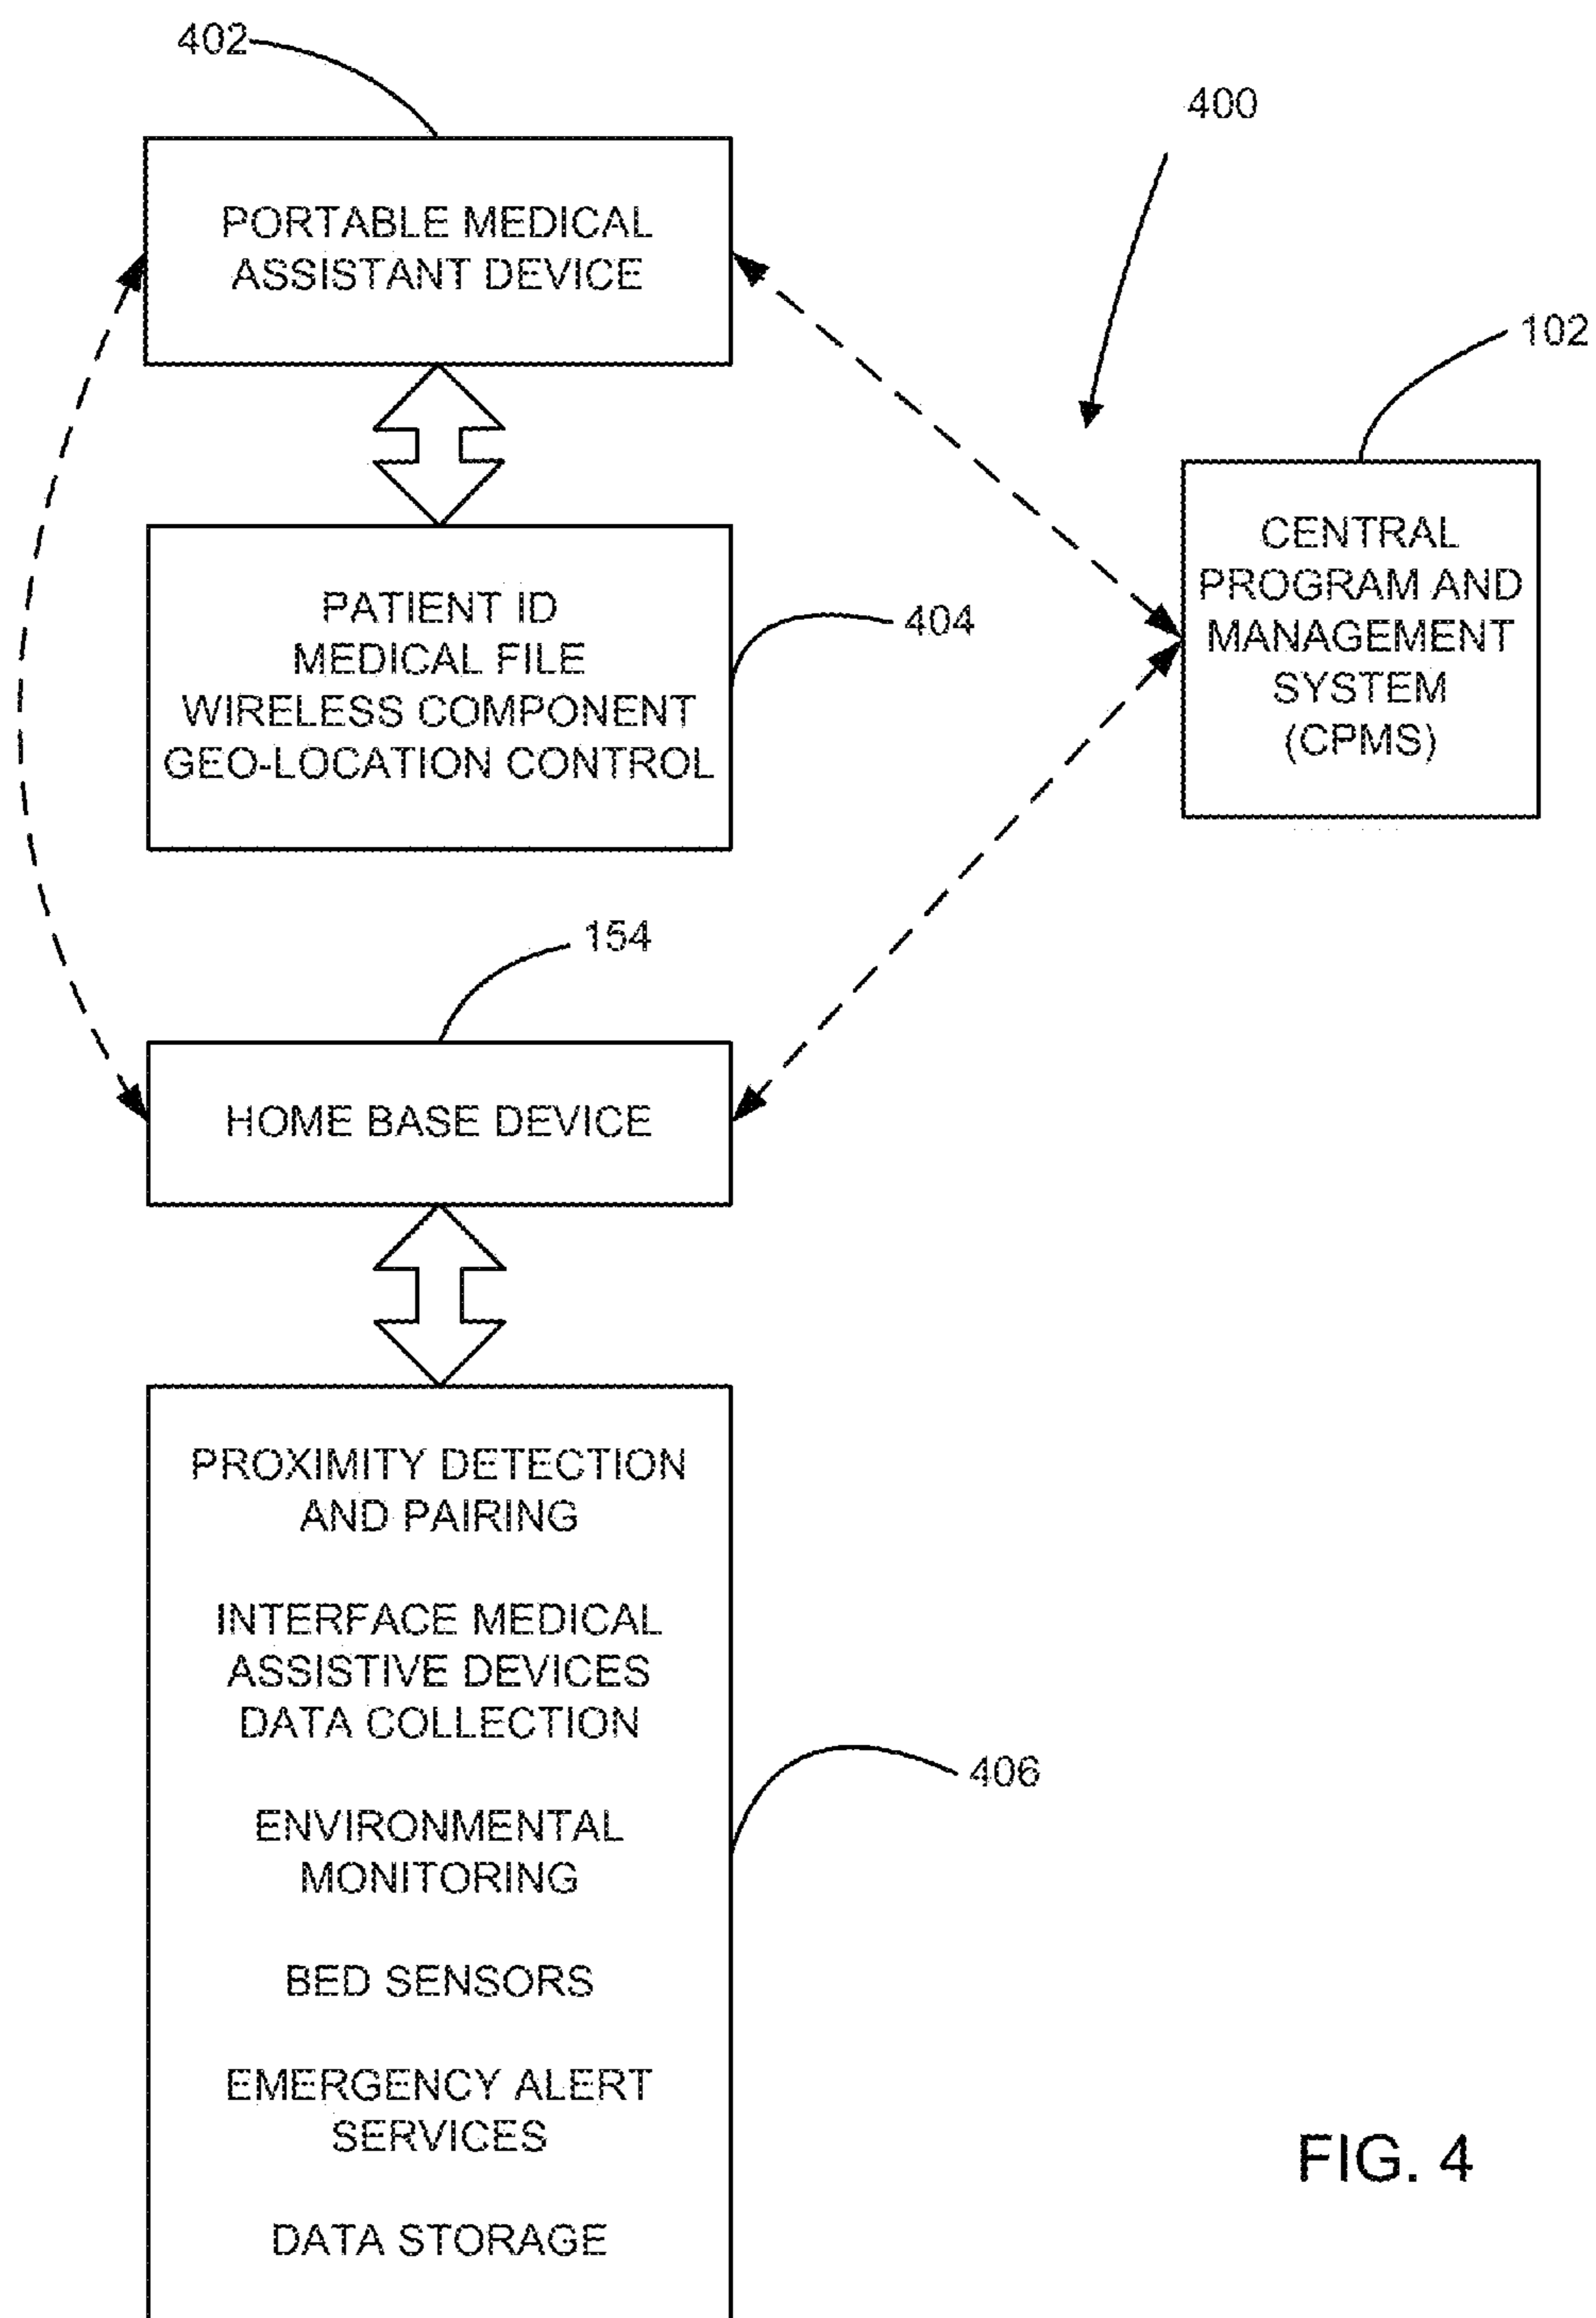 402
400
PORTABLE MEDICAL
ASSISTANT DEVICE
102
CENTRAL
PROGRAM AND
MANAGEMENT
SYSTEM
(CPMS)
PATIENT ID
MEDICAL FILE
WIRELESS COMPONENT
GEO-LOCATION CONTROL
404
154
HOME BASE DEVICE
PROXIMITY DETECTION
AND PAIRING
INTERFACE MEDICAL
ASSISTIVE DEVICES
DATA COLLECTION
406
ENVIRONMENTAL
MONITORING
BED SENSORS
EMERGENCY ALERT
SERVICES
DATA STORAGE
FIG. 4